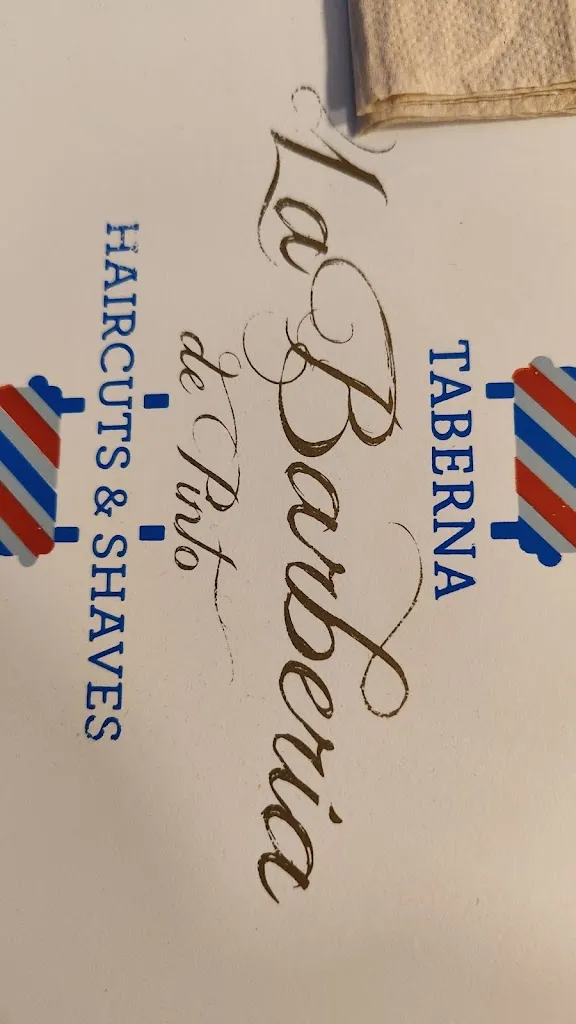 TABERNA
La Barberia
de Pinto
HAIRCUTS & SHAVES